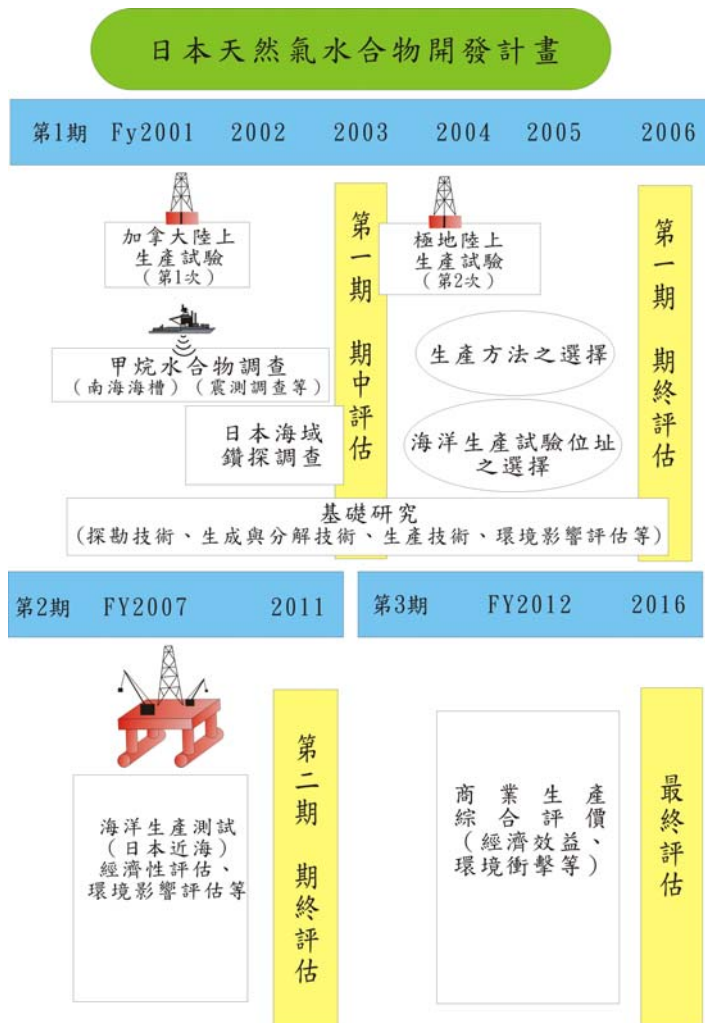 日本天然氣水合物開發計畫
第1期 Fy2001 2002 2003 2004 2005 2006
加拿大陸上
生產試驗
(第1次)
甲烷水合物調查
(南海海槽)(震測調查等)
日本海域
鑽探調查
第一期 期中評估
極地陸上
生產試驗
(第2次)
生產方法之選擇
海洋生產試驗位址
之選擇
第一期 期終評估
基礎研究
(探勘技術、生成與分解技術、生產技術、環境影響評估等)
第2期 FY2007 2011
海洋生產測試
(日本近海)
經濟性評估、
環境影響評估等
第二期 期終評估
第3期 FY2012 2016
商業生產
綜合評價
(經濟效益、
環境衝擊等)
最終評估